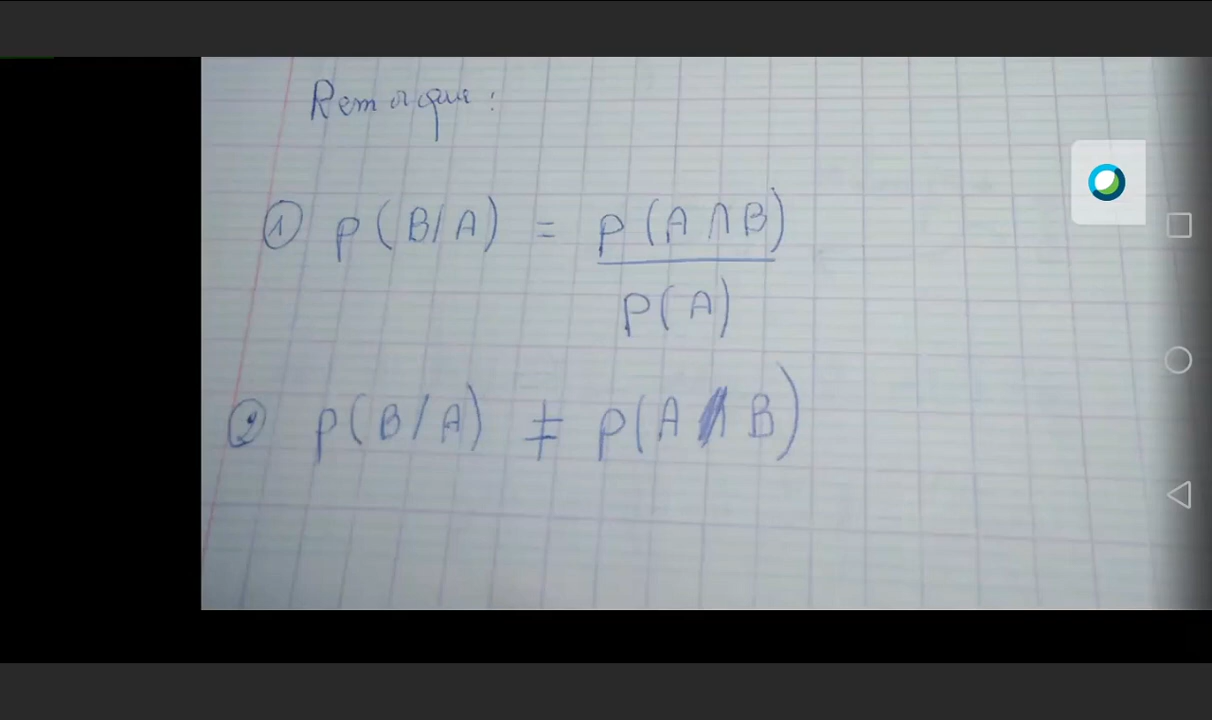 Remarque :
① p(B/A) = p(A∩B)
P(A)
② p(B/A) ≠ p(A∩B)